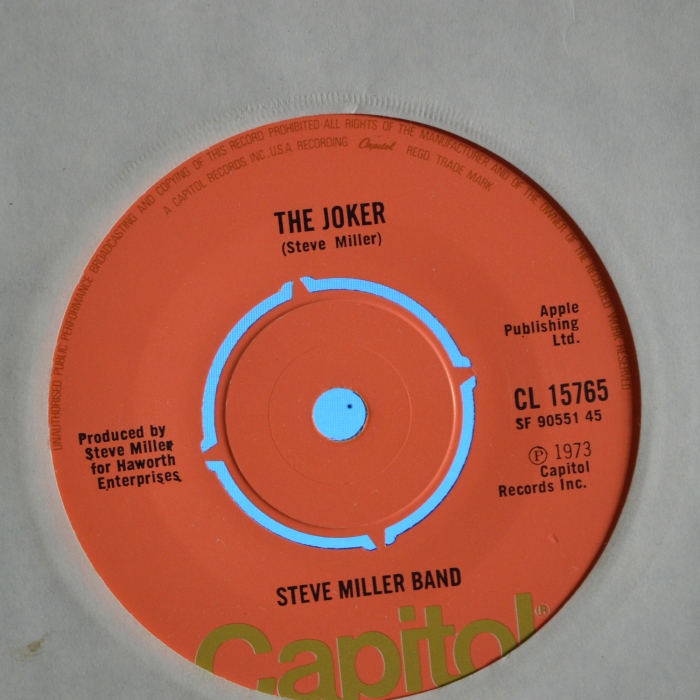 UNAUTHORISED PUBLIC PERFORMANCE BROADCASTING AND COPYING OF THIS RECORD PROHIBITED ALL RIGHTS OF THE MANUFACTURER AND OF THE OWNER OF THE RECORDED WORK RESERVED
A CAPITOL RECORDS INC. U.S.A RECORDING Capitol REGD. TRADE MARK
THE JOKER
(Steve Miller)
Apple
Publishing
Ltd.
CL 15765
SF 90551 45
Ⓟ 1973
Capitol
Records Inc.
Produced by
Steve Miller
for Haworth
Enterprises
STEVE MILLER BAND
Capitol®